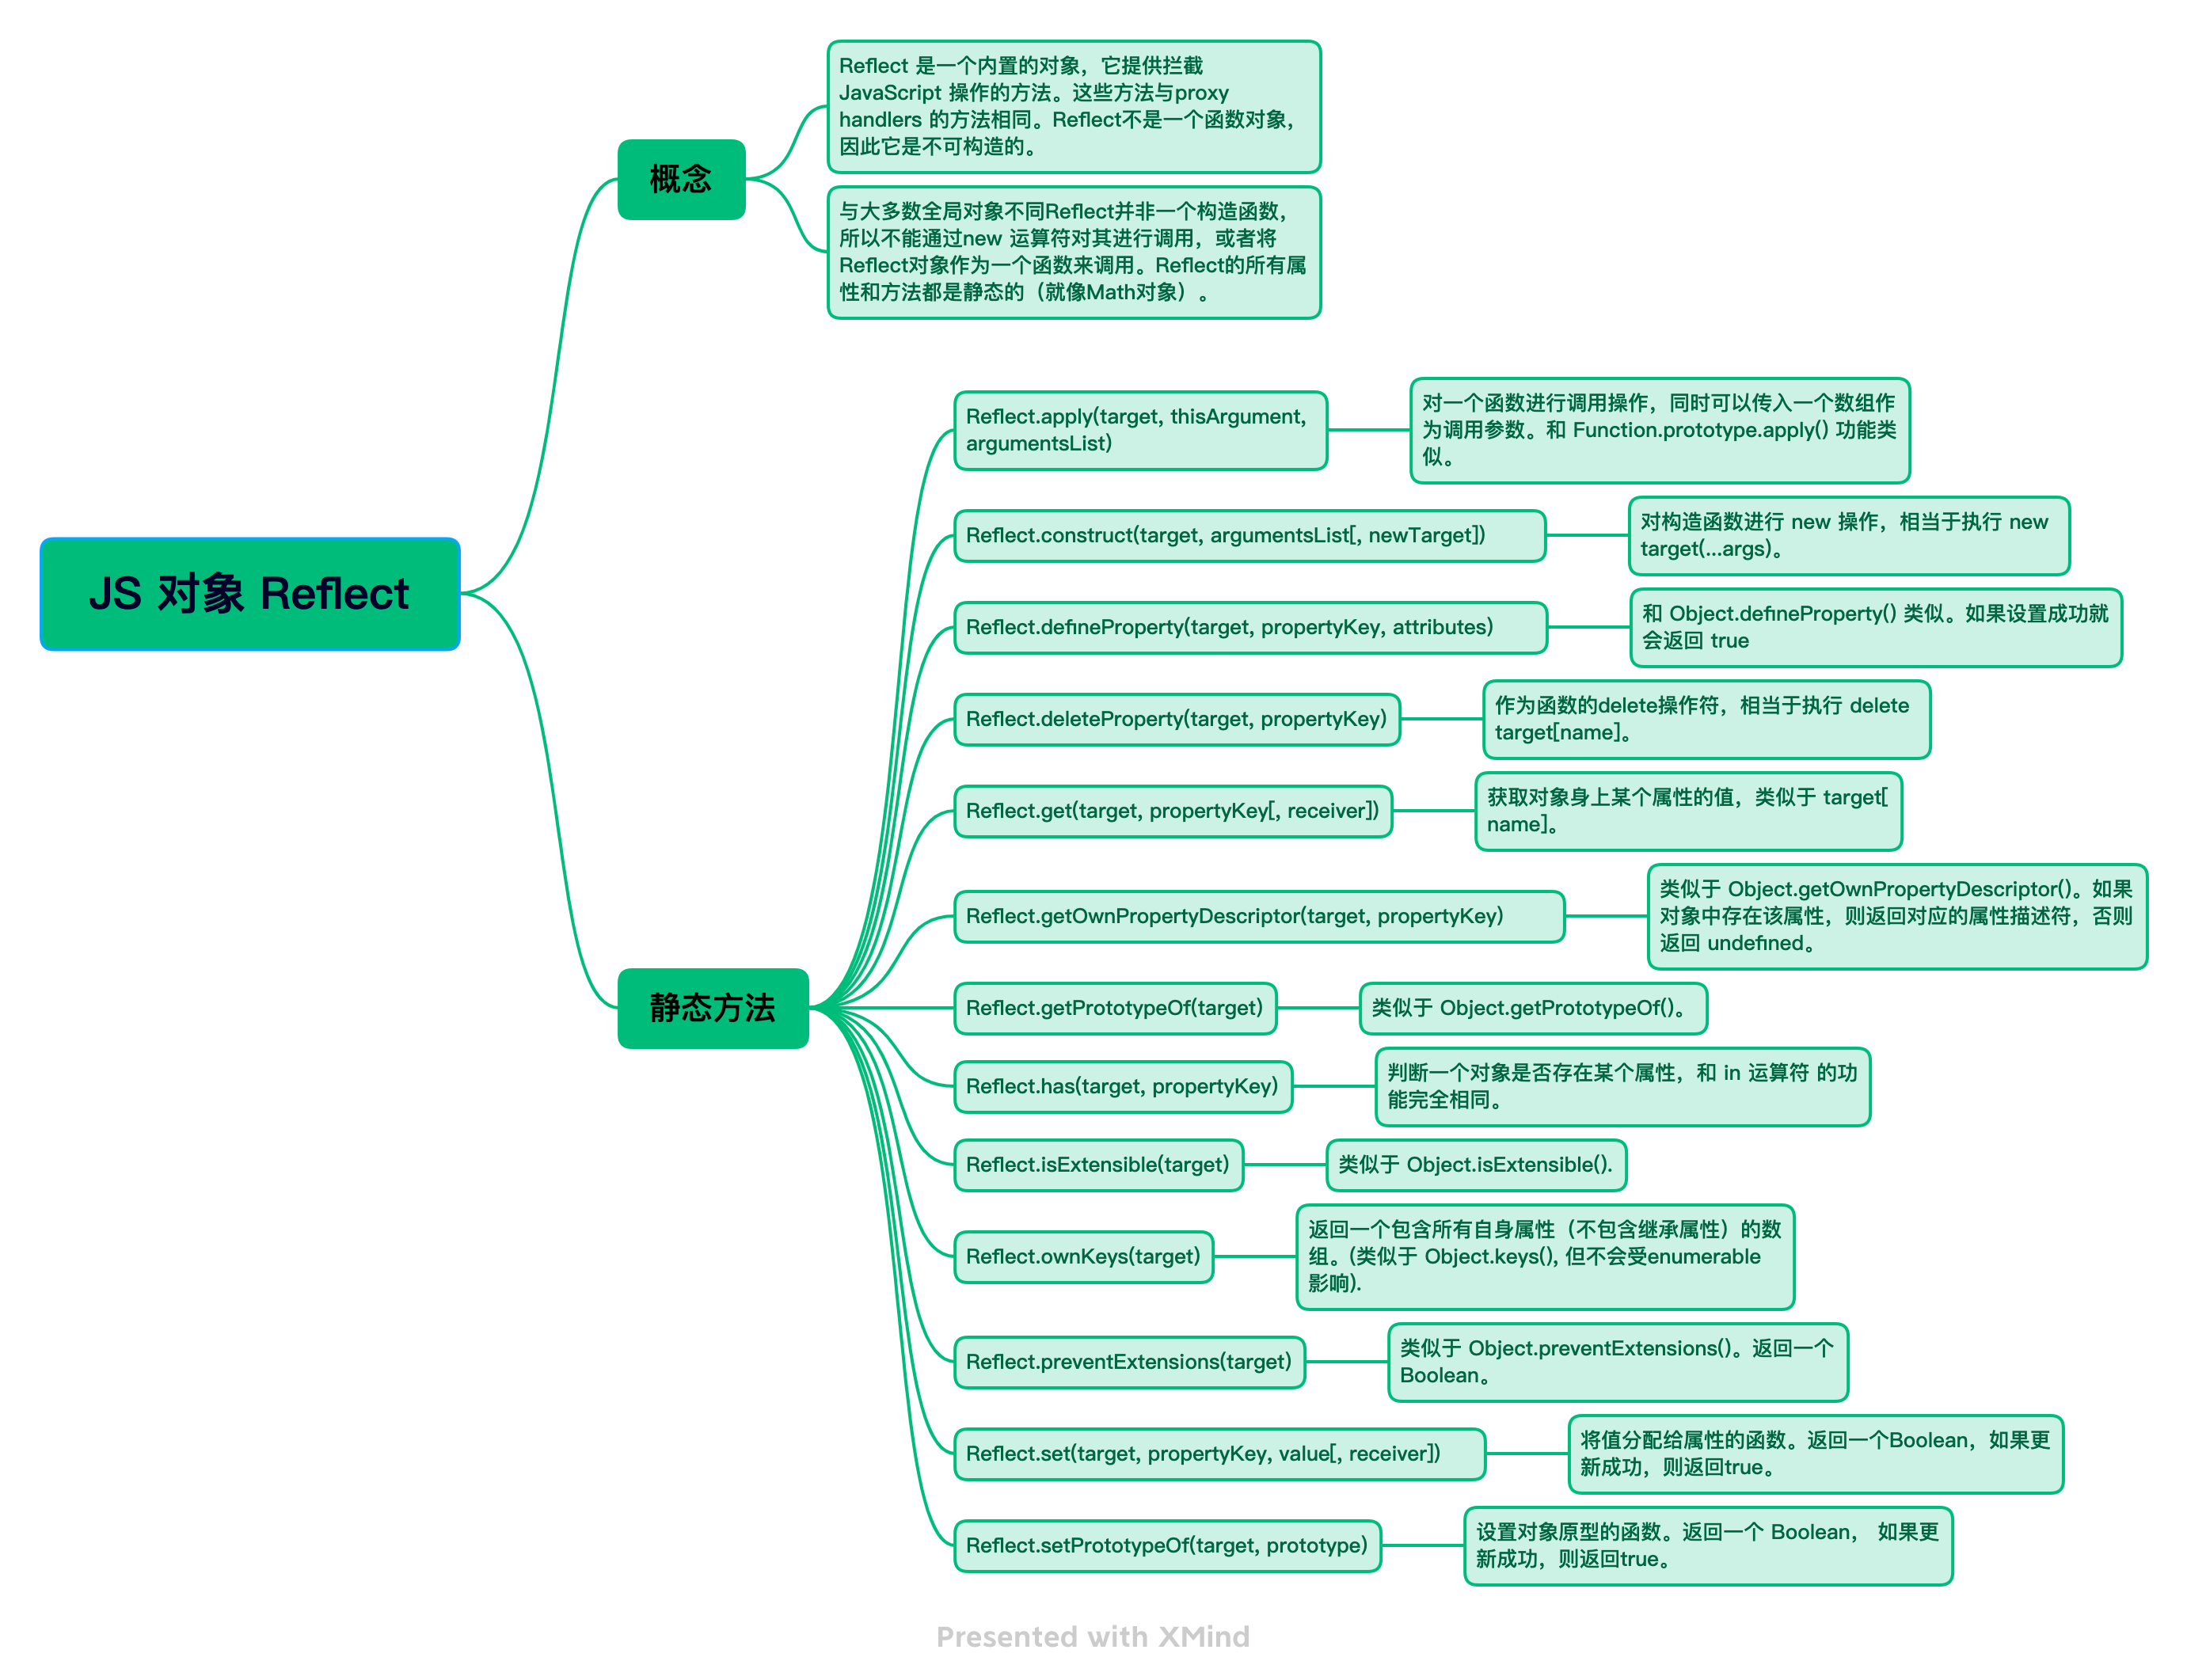 Reflect 是一个内置的对象，它提供拦截
JavaScript 操作的方法。这些方法与proxy
handlers 的方法相同。Reflect不是一个函数对象，
因此它是不可构造的。
概念
与大多数全局对象不同Reflect并非一个构造函数，
所以不能通过new 运算符对其进行调用，或者将
Reflect对象作为一个函数来调用。Reflect的所有属
性和方法都是静态的（就像Math对象）。
JS 对象 Reflect
静态方法
Reflect.apply(target, thisArgument,
argumentsList)
对一个函数进行调用操作，同时可以传入一个数组作
为调用参数。和 Function.prototype.apply() 功能类
似。
Reflect.construct(target, argumentsList[, newTarget])
对构造函数进行 new 操作，相当于执行 new
target(...args)。
Reflect.defineProperty(target, propertyKey, attributes)
和 Object.defineProperty() 类似。如果设置成功就
会返回 true
Reflect.deleteProperty(target, propertyKey)
作为函数的delete操作符，相当于执行 delete
target[name]。
Reflect.get(target, propertyKey[, receiver])
获取对象身上某个属性的值，类似于 target[
name]。
Reflect.getOwnPropertyDescriptor(target, propertyKey)
类似于 Object.getOwnPropertyDescriptor()。如果
对象中存在该属性，则返回对应的属性描述符，否则
返回 undefined。
Reflect.getPrototypeOf(target)
类似于 Object.getPrototypeOf()。
Reflect.has(target, propertyKey)
判断一个对象是否存在某个属性，和 in 运算符 的功
能完全相同。
Reflect.isExtensible(target)
类似于 Object.isExtensible().
Reflect.ownKeys(target)
返回一个包含所有自身属性（不包含继承属性）的数
组。(类似于 Object.keys(), 但不会受enumerable
影响).
Reflect.preventExtensions(target)
类似于 Object.preventExtensions()。返回一个
Boolean。
Reflect.set(target, propertyKey, value[, receiver])
将值分配给属性的函数。返回一个Boolean，如果更
新成功，则返回true。
Reflect.setPrototypeOf(target, prototype)
设置对象原型的函数。返回一个 Boolean， 如果更
新成功，则返回true。
Presented with XMind